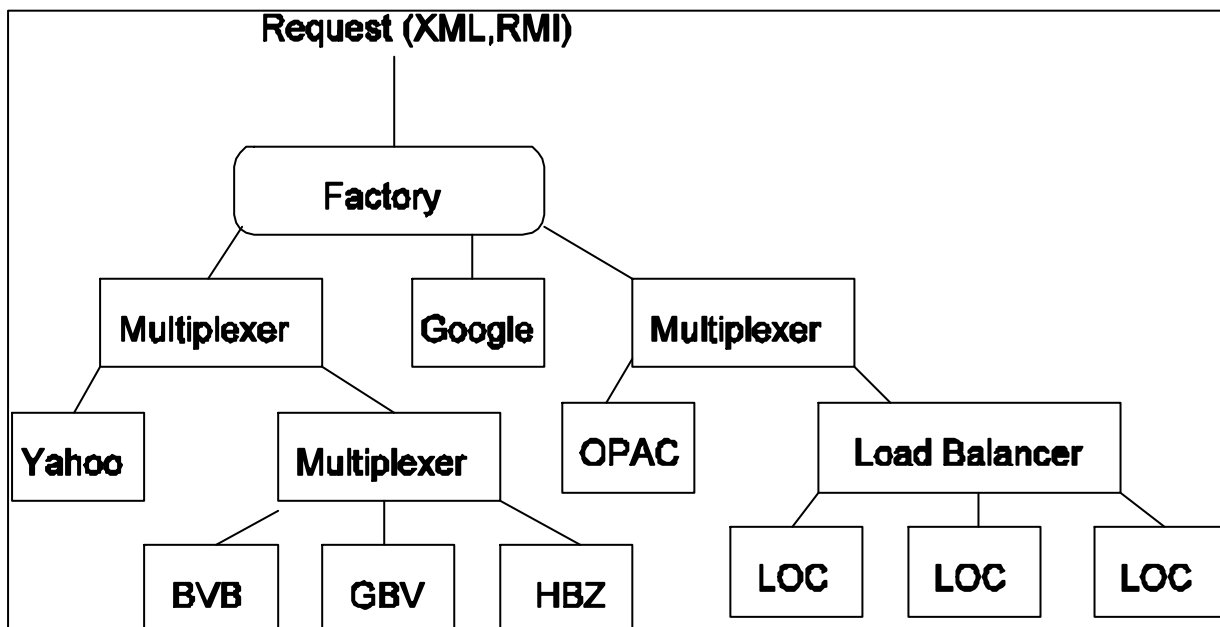 Request (XML,RMI)
Factory
Multiplexer
Google
Multiplexer
Yahoo
Multiplexer
OPAC
Load Balancer
BVB
GBV
HBZ
LOC
LOC
LOC